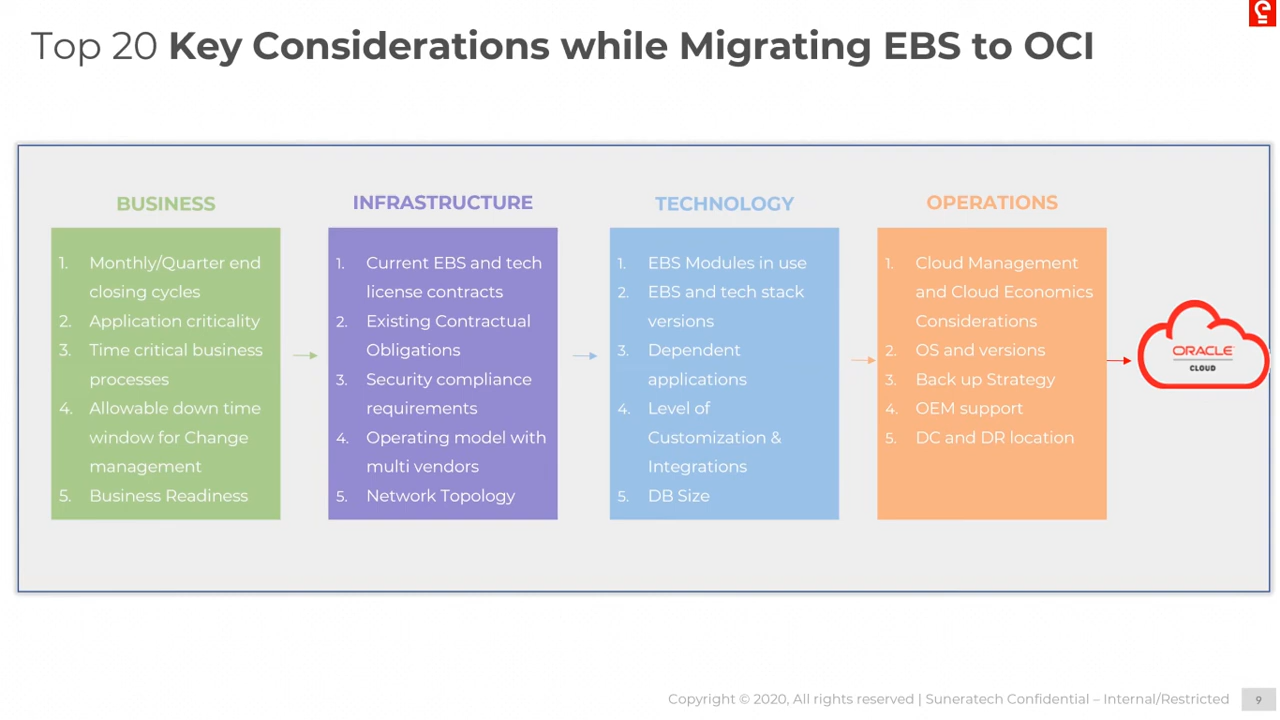 Top 20 Key Considerations while Migrating EBS to OCI
BUSINESS
1. Monthly/Quarter end
closing cycles
2. Application criticality
3. Time critical business
processes
4. Allowable down time
window for Change
management
5. Business Readiness
INFRASTRUCTURE
1. Current EBS and tech
license contracts
2. Existing Contractual
Obligations
3. Security compliance
requirements
4. Operating model with
multi vendors
5. Network Topology
TECHNOLOGY
1. EBS Modules in use
2. EBS and tech stack
versions
3. Dependent
applications
4. Level of
Customization &
Integrations
5. DB Size
OPERATIONS
1. Cloud Management
and Cloud Economics
Considerations
2. OS and versions
3. Back up Strategy
4. OEM support
5. DC and DR location
ORACLE
CLOUD
Copyright © 2020, All rights reserved | Suneratech Confidential – Internal/Restricted
9